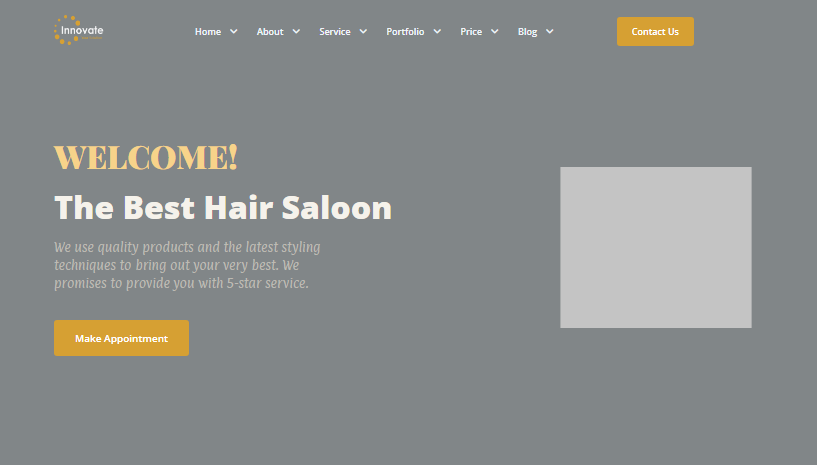 Innovate
Home
About
Service
Portfolio
Price
Blog
Contact Us
WELCOME!
The Best Hair Saloon
We use quality products and the latest styling
techniques to bring out your very best. We
promises to provide you with 5-star service.
Make Appointment